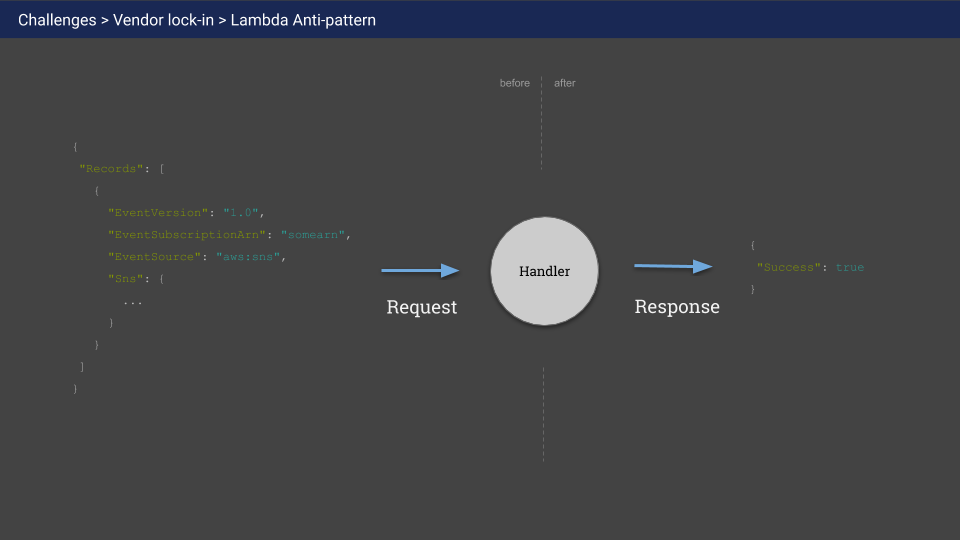 Challenges > Vendor lock-in > Lambda Anti-pattern
before
after
{
"Records": [
{
"EventVersion": "1.0",
"EventSubscriptionArn": "somearn",
"EventSource": "aws:sns",
"Sns": {
...
}
}
]
}
Request
Handler
Response
{
"Success": true
}